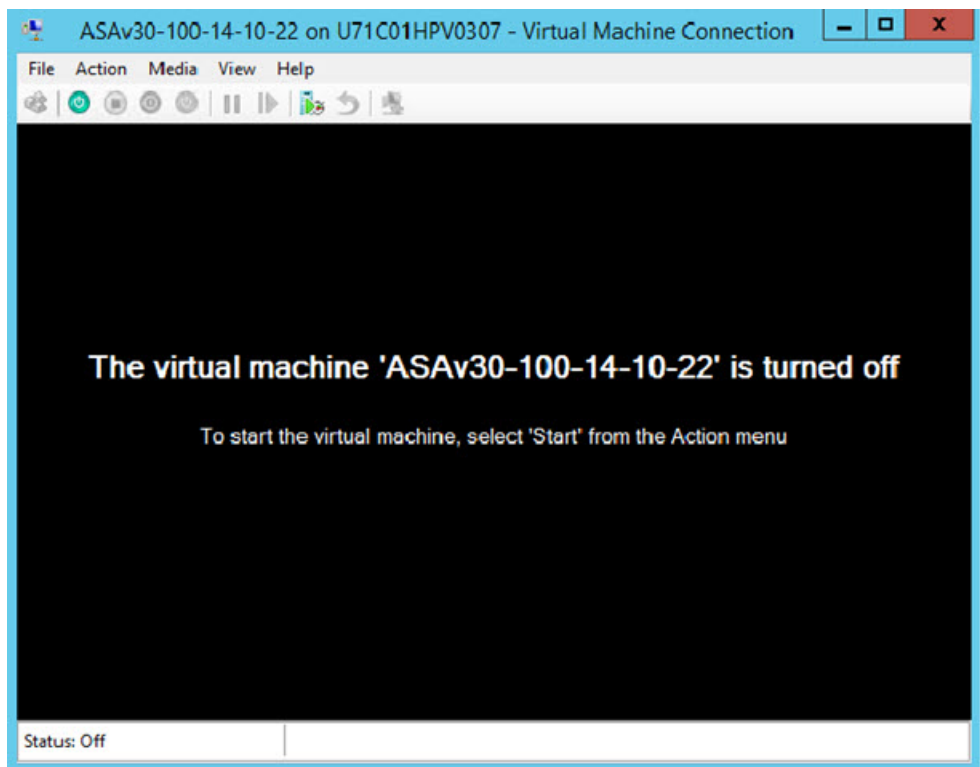 ASAv30-100-14-10-22 on U71C01HPV0307 - Virtual Machine Connection
File Action Media View Help
The virtual machine 'ASAv30-100-14-10-22' is turned off
To start the virtual machine, select 'Start' from the Action menu
Status: Off